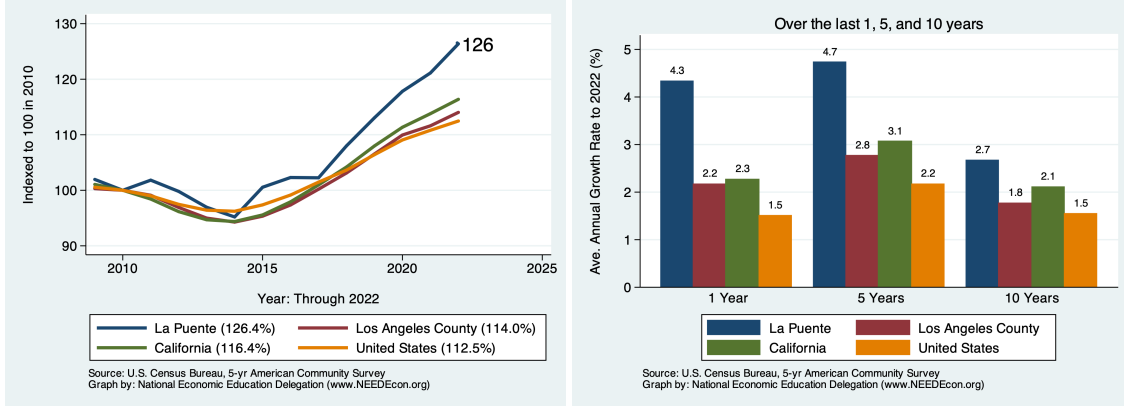 Indexed to 100 in 2010
130
120
110
100
90
126
2010
2015
2020
2025
Year: Through 2022
La Puente (126.4%)
Los Angeles County (114.0%)
California (116.4%)
United States (112.5%)
Source: U.S. Census Bureau, 5-yr American Community Survey
Graph by: National Economic Education Delegation (www.NEEDEcon.org)
Over the last 1, 5, and 10 years
Ave. Annual Growth Rate to 2022 (%)
5
4
3
2
1
0
4.3
2.2
2.3
1.5
4.7
2.8
3.1
2.2
2.7
1.8
2.1
1.5
1 Year
5 Years
10 Years
La Puente
Los Angeles County
California
United States
Source: U.S. Census Bureau, 5-yr American Community Survey
Graph by: National Economic Education Delegation (www.NEEDEcon.org)